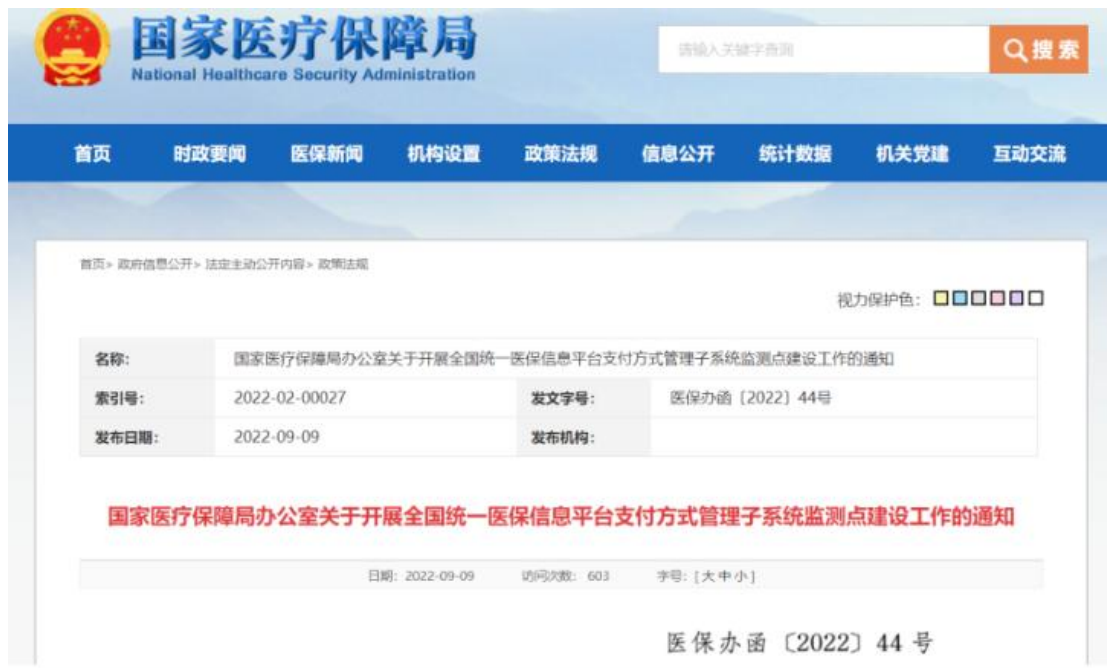 国家医疗保障局
National Healthcare Security Administration
请输入关键字查询
搜索
首页 时政要闻 医保新闻 机构设置 政策法规 信息公开 统计数据 机关党建 互动交流
首页> 政府信息公开> 法定主动公开内容> 政策法规
视力保护色：
名称： 国家医疗保障局办公室关于开展全国统一医保信息平台支付方式管理子系统监测点建设工作的通知
索引号： 2022-02-00027 发文字号： 医保办函〔2022〕44号
发布日期： 2022-09-09 发布机构：
国家医疗保障局办公室关于开展全国统一医保信息平台支付方式管理子系统监测点建设工作的通知
日期：2022-09-09 访问次数：603 字号：[大 中 小]
医保办函〔2022〕44 号